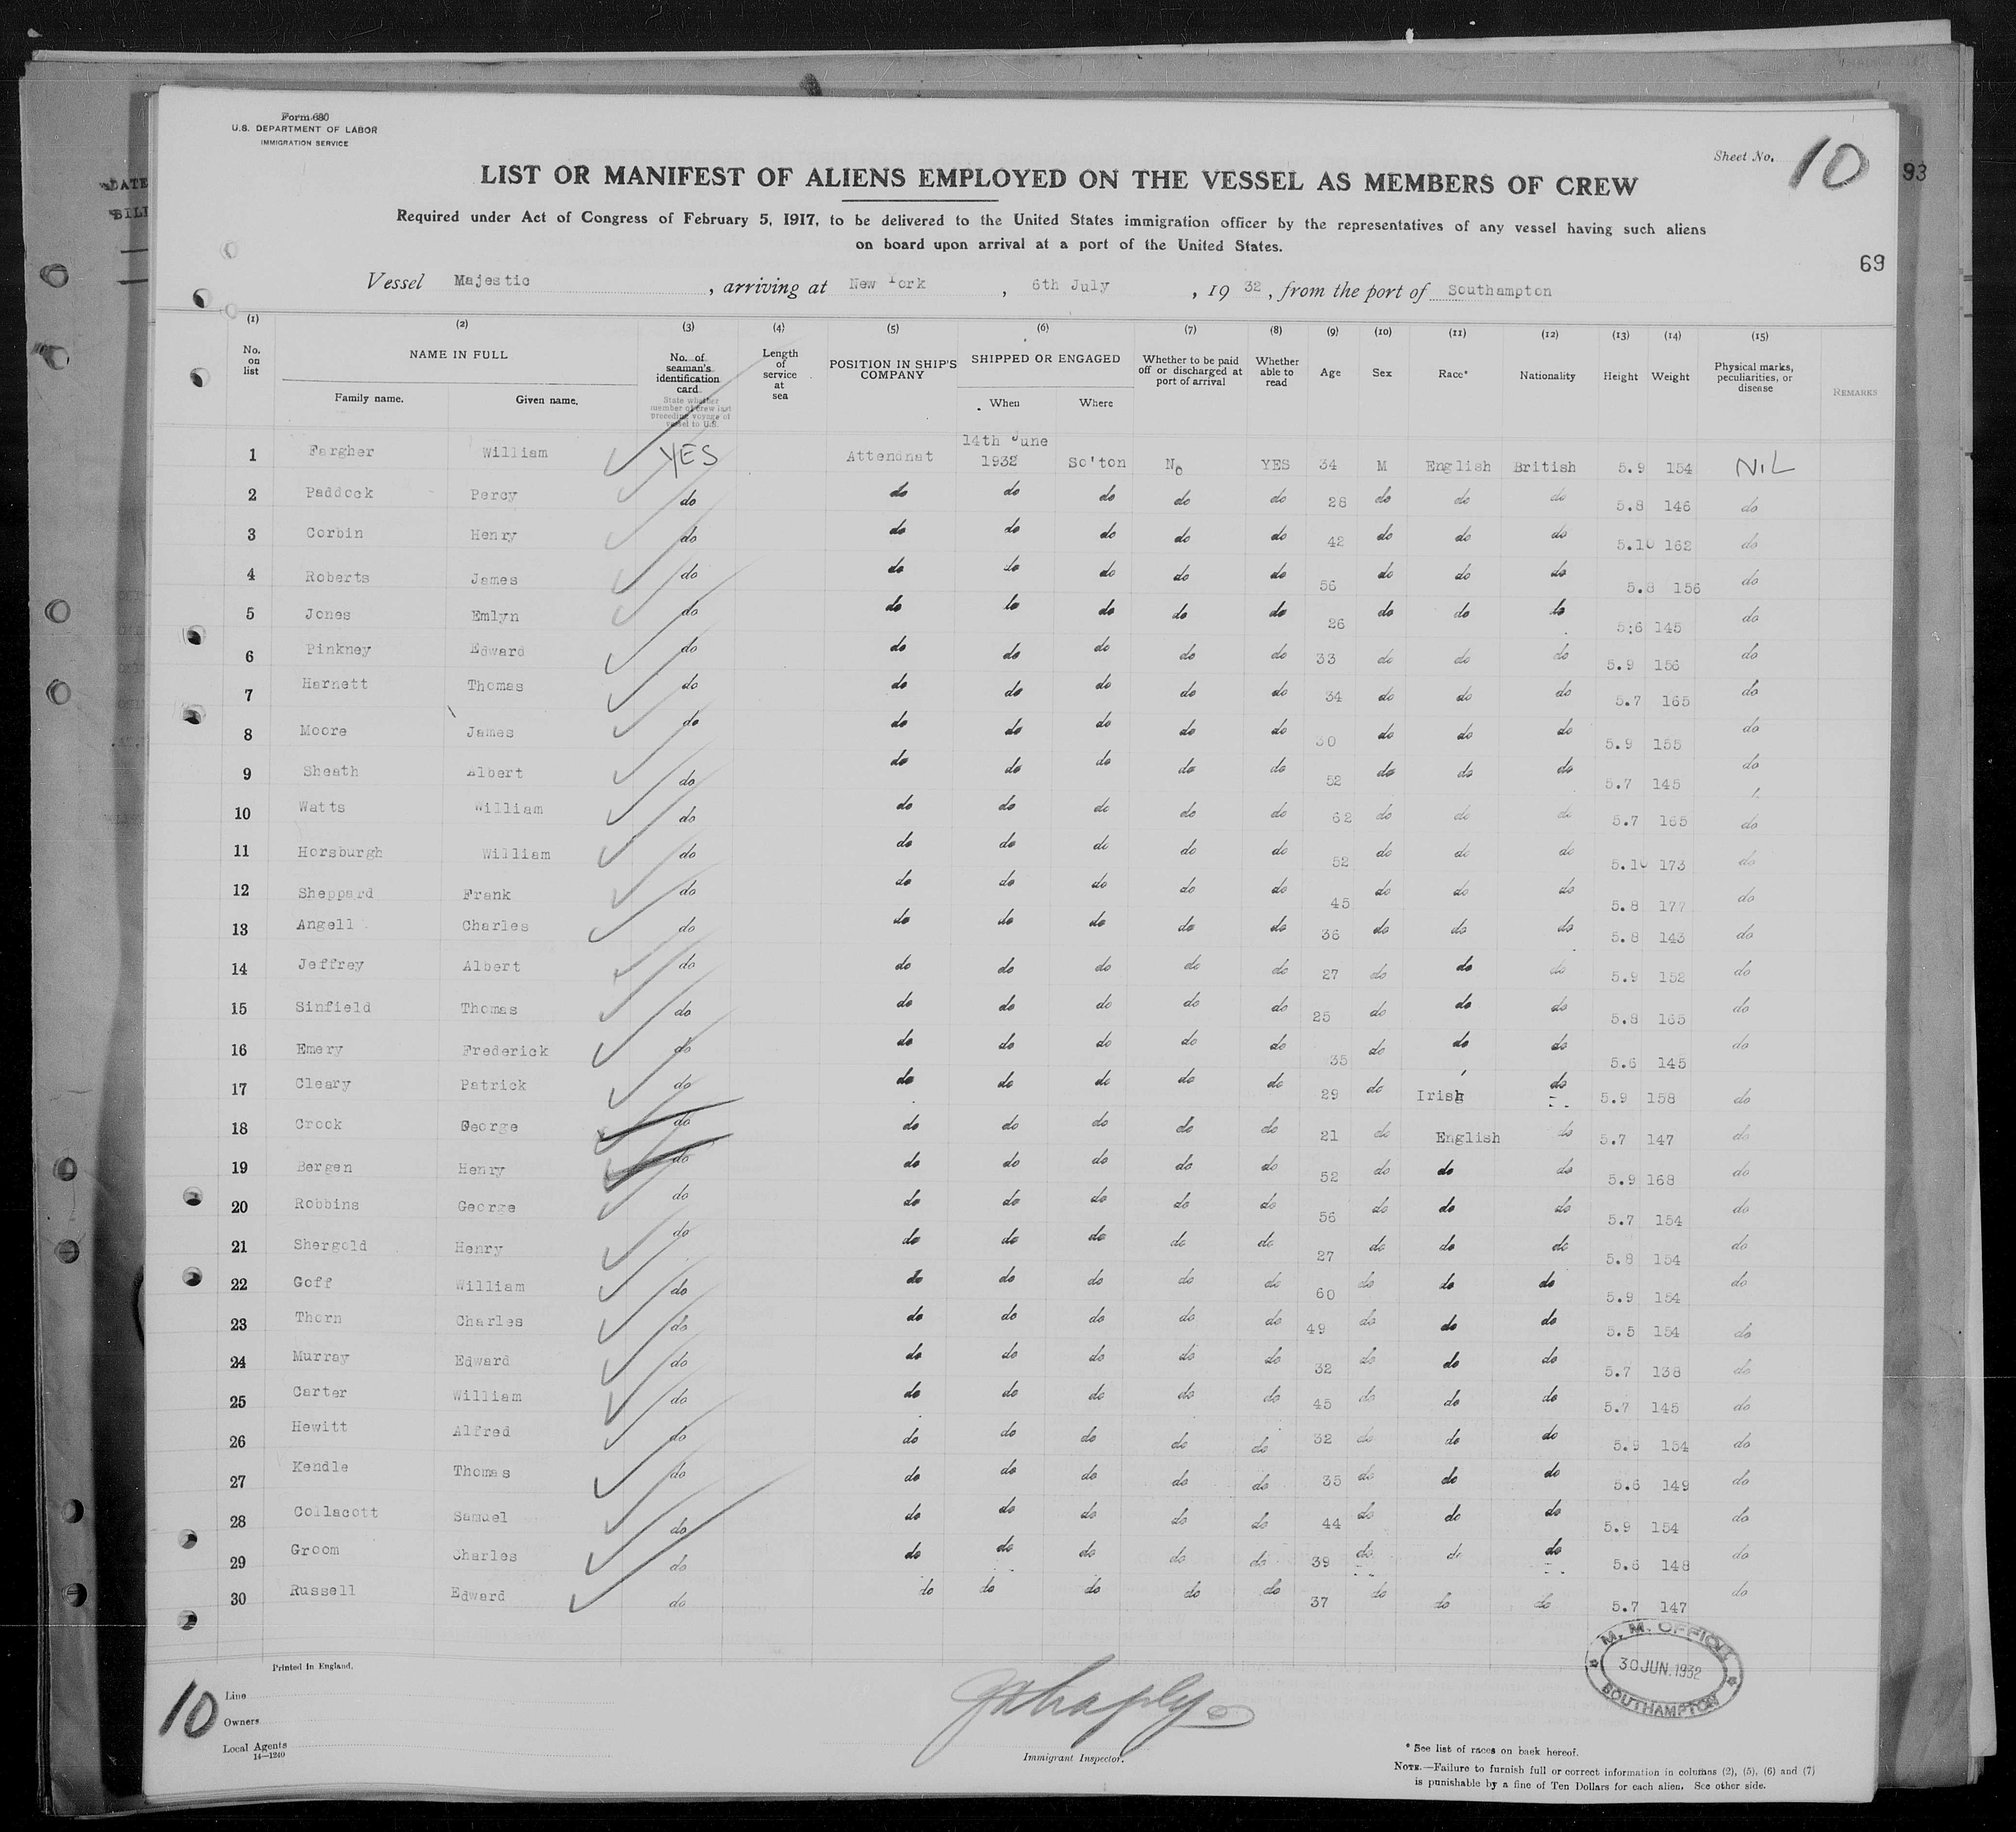 Form 680
U.S. DEPARTMENT OF LABOR
IMMIGRATION SERVICE
Sheet No. 10
93
LIST OR MANIFEST OF ALIENS EMPLOYED ON THE VESSEL AS MEMBERS OF CREW
Required under Act of Congress of February 5, 1917, to be delivered to the United States immigration officer by the representatives of any vessel having such aliens
on board upon arrival at a port of the United States.
69
Vessel Majestic, arriving at New York, 6th July, 1932, from the port of Southampton
(1) (2) (3) (4) (5) (6) (7) (8) (9) (10) (11) (12) (13) (14) (15)
No. on list NAME IN FULL Family name. Given name. No. of seaman's identification card State whether member of crew last preceding voyage of vessel to U.S. Length of service at sea POSITION IN SHIP'S COMPANY SHIPPED OR ENGAGED When Where Whether to be paid off or discharged at port of arrival Whether able to read Age Sex Race* Nationality Height Weight Physical marks, peculiarities, or disease REMARKS
1 Fargher William YES Attendnat 14th June 1932 So'ton No YES 34 M English British 5.9 154 NIL
2 Paddock Percy do do do do do do 28 do do do 5.8 146 do
3 Corbin Henry do do do do do do 42 do do do 5.10 162 do
4 Roberts James do do do do do do 56 do do do 5.8 156 do
5 Jones Emlyn do do do do do do 26 do do do 5:6 145 do
6 Pinkney Edward do do do do do do 33 do do do 5.9 156 do
7 Harnett Thomas do do do do do do 34 do do do 5.7 165 do
8 Moore James do do do do do do 30 do do do 5.9 155 do
9 Sheath Albert do do do do do do 52 do do do 5.7 145 do
10 Watts William do do do do do do 62 do do do 5.7 165 do
11 Horsburgh William do do do do do do 52 do do do 5.10 173 do
12 Sheppard Frank do do do do do do 45 do do do 5.8 177 do
13 Angell Charles do do do do do do 36 do do do 5.8 143 do
14 Jeffrey Albert do do do do do do 27 do do do 5.9 152 do
15 Sinfield Thomas do do do do do do 25 do do do 5.8 165 do
16 Emery Frederick do do do do do do 35 do do do 5.6 145 do
17 Cleary Patrick do do do do do do 29 do Irish do 5.9 158 do
18 Crook George do do do do do do 21 do English do 5.7 147 do
19 Bergen Henry do do do do do do 52 do do do 5.9 168 do
20 Robbins George do do do do do do 56 do do do 5.7 154 do
21 Shergold Henry do do do do do do 27 do do do 5.8 154 do
22 Goff William do do do do do do 60 do do do 5.9 154 do
23 Thorn Charles do do do do do do 49 do do do 5.5 154 do
24 Murray Edward do do do do do do 32 do do do 5.7 138 do
25 Carter William do do do do do do 45 do do do 5.7 145 do
26 Hewitt Alfred do do do do do do 32 do do do 5.9 154 do
27 Kendle Thomas do do do do do do 35 do do do 5.6 149 do
28 Collacott Samuel do do do do do do 44 do do do 5.9 154 do
29 Groom Charles do do do do do do 39 do do do 5.6 148 do
30 Russell Edward do do do do do do 37 do do do 5.7 147 do
M. M. OFFICE
30 JUN. 1932
SOUTHAMPTON
Printed in England.
10
Line
Owners
Local Agents
14—1240
Immigrant Inspector.
* See list of races on back hereof.
NOTE.—Failure to furnish full or correct information in columns (2), (5), (6) and (7)
is punishable by a fine of Ten Dollars for each alien. See other side.